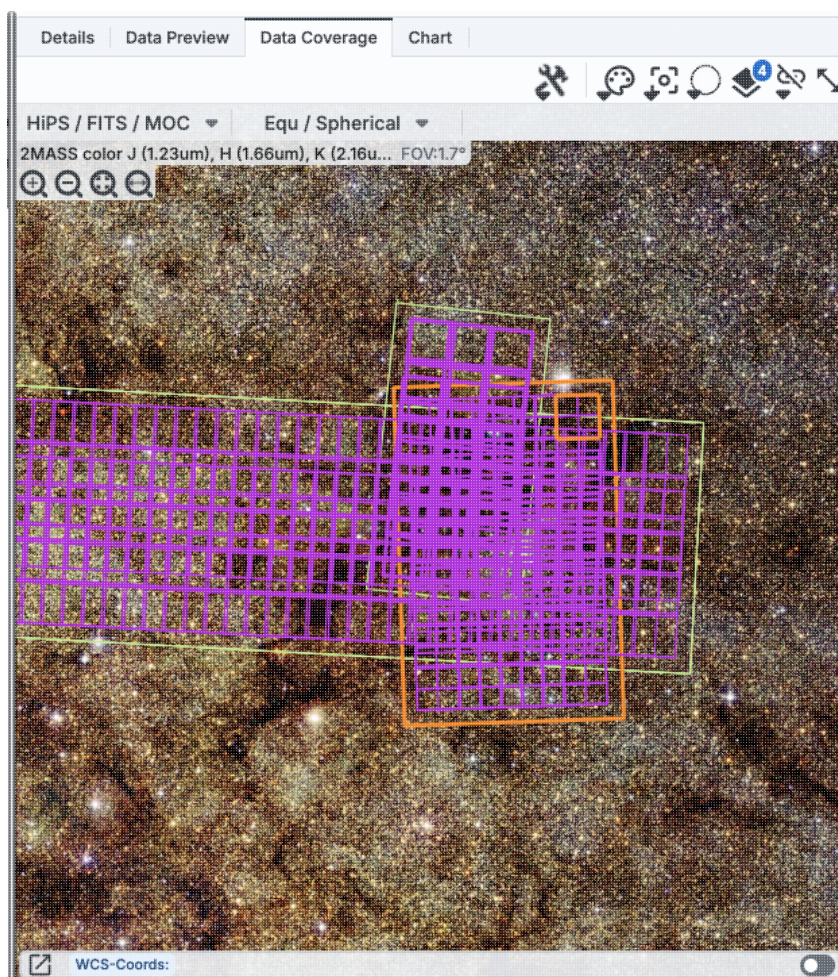 Details Data Preview Data Coverage Chart
4
HiPS / FITS / MOC Equ / Spherical
2MASS color J (1.23um), H (1.66um), K (2.16u... FOV:1.7°
WCS-Coords: